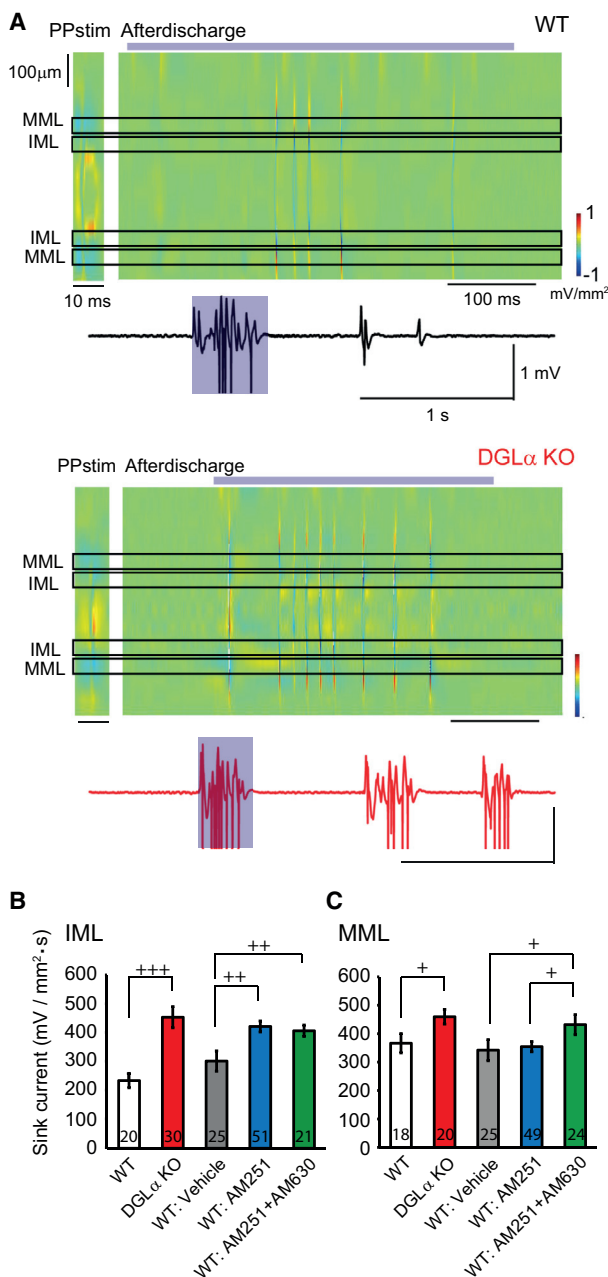 A
PPstim Afterdischarge WT
100μm
MML
IML
IML
MML
1
-1
mV/mm²
10 ms
100 ms
1 mV
1 s
DGLα KO
PPstim Afterdischarge
MML
IML
IML
MML
B IML
+++
++
++
Sink current (mV / mm²·s)
600
500
400
300
200
100
0
20 30 25 51 21
WT
DGLα KO
WT: Vehicle
WT: AM251
WT: AM251+AM630
C MML
+
+
+
600
500
400
300
200
100
0
18 20 25 49 24
WT
DGLα KO
WT: Vehicle
WT: AM251
WT: AM251+AM630